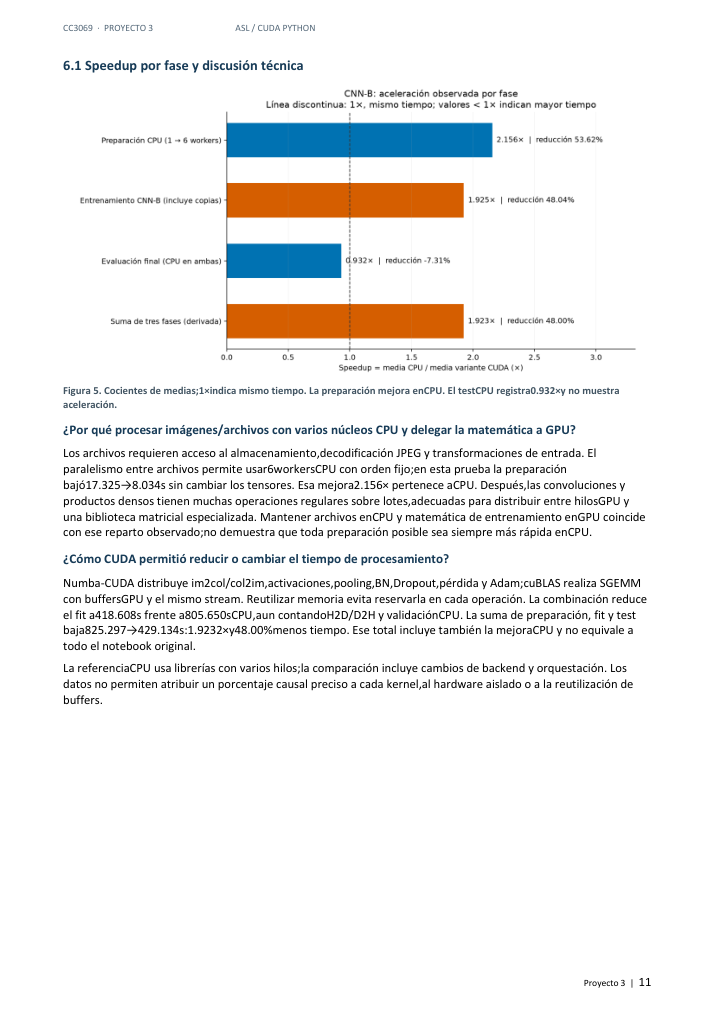 CC3069 · PROYECTO 3 ASL / CUDA PYTHON
6.1 Speedup por fase y discusión técnica
CNN-B: aceleración observada por fase
Línea discontinua: 1×, mismo tiempo; valores < 1× indican mayor tiempo
Preparación CPU (1 → 6 workers) 2.156× | reducción 53.62%
Entrenamiento CNN-B (incluye copias) 1.925× | reducción 48.04%
Evaluación final (CPU en ambas) 0.932× | reducción -7.31%
Suma de tres fases (derivada) 1.923× | reducción 48.00%
0.0 0.5 1.0 1.5 2.0 2.5 3.0
Speedup = media CPU / media variante CUDA (×)
Figura 5. Cocientes de medias;1×indica mismo tiempo. La preparación mejora enCPU. El testCPU registra0.932×y no muestra
aceleración.
¿Por qué procesar imágenes/archivos con varios núcleos CPU y delegar la matemática a GPU?
Los archivos requieren acceso al almacenamiento,decodificación JPEG y transformaciones de entrada. El
paralelismo entre archivos permite usar6workersCPU con orden fijo;en esta prueba la preparación
bajó17.325→8.034s sin cambiar los tensores. Esa mejora2.156× pertenece aCPU. Después,las convoluciones y
productos densos tienen muchas operaciones regulares sobre lotes,adecuadas para distribuir entre hilosGPU y
una biblioteca matricial especializada. Mantener archivos enCPU y matemática de entrenamiento enGPU coincide
con ese reparto observado;no demuestra que toda preparación posible sea siempre más rápida enCPU.
¿Cómo CUDA permitió reducir o cambiar el tiempo de procesamiento?
Numba-CUDA distribuye im2col/col2im,activaciones,pooling,BN,Dropout,pérdida y Adam;cuBLAS realiza SGEMM
con buffersGPU y el mismo stream. Reutilizar memoria evita reservarla en cada operación. La combinación reduce
el fit a418.608s frente a805.650sCPU,aun contandoH2D/D2H y validaciónCPU. La suma de preparación, fit y test
baja825.297→429.134s:1.9232×y48.00%menos tiempo. Ese total incluye también la mejoraCPU y no equivale a
todo el notebook original.
La referenciaCPU usa librerías con varios hilos;la comparación incluye cambios de backend y orquestación. Los
datos no permiten atribuir un porcentaje causal preciso a cada kernel,al hardware aislado o a la reutilización de
buffers.
Proyecto 3 | 11